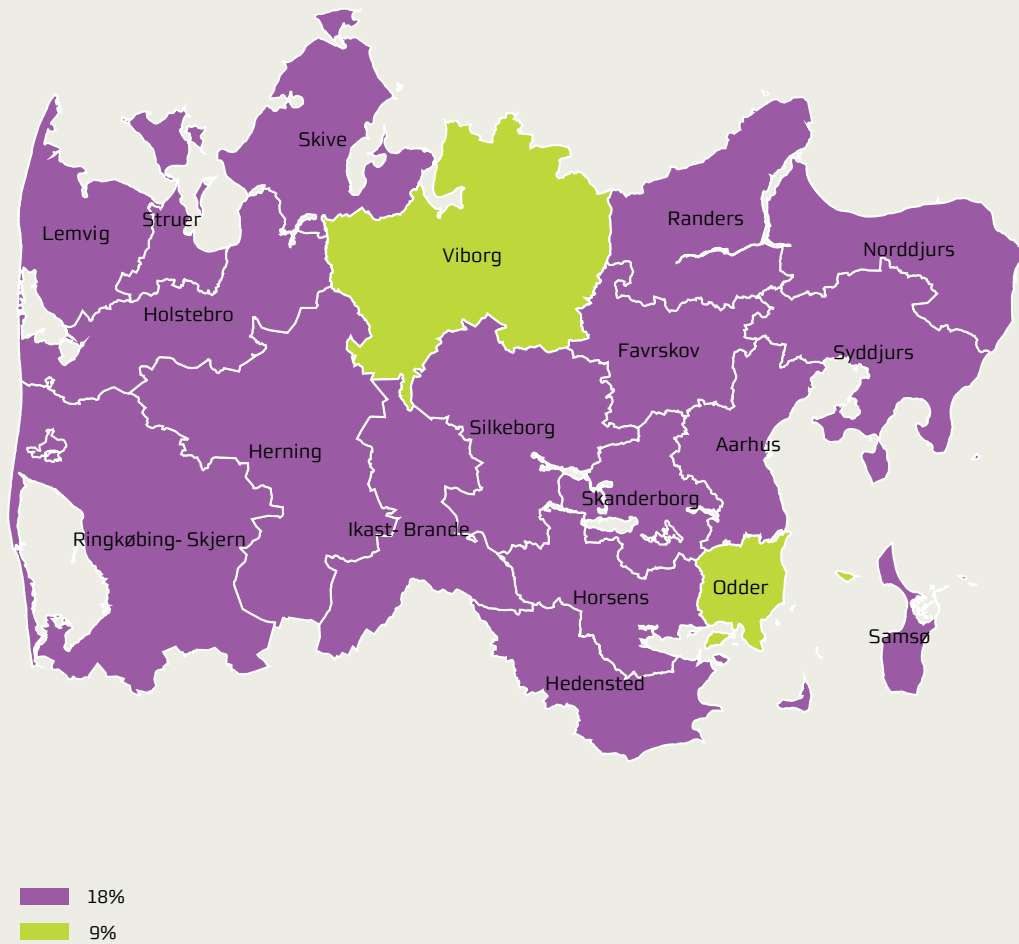 Skive
Struer
Lemvig
Randers
Viborg
Norddjurs
Holstebro
Favrskov
Syddjurs
Silkeborg
Aarhus
Herning
Skanderborg
Ikast- Brande
Ringkøbing- Skjern
Odder
Horsens
Samsø
Hedensted
18%
9%